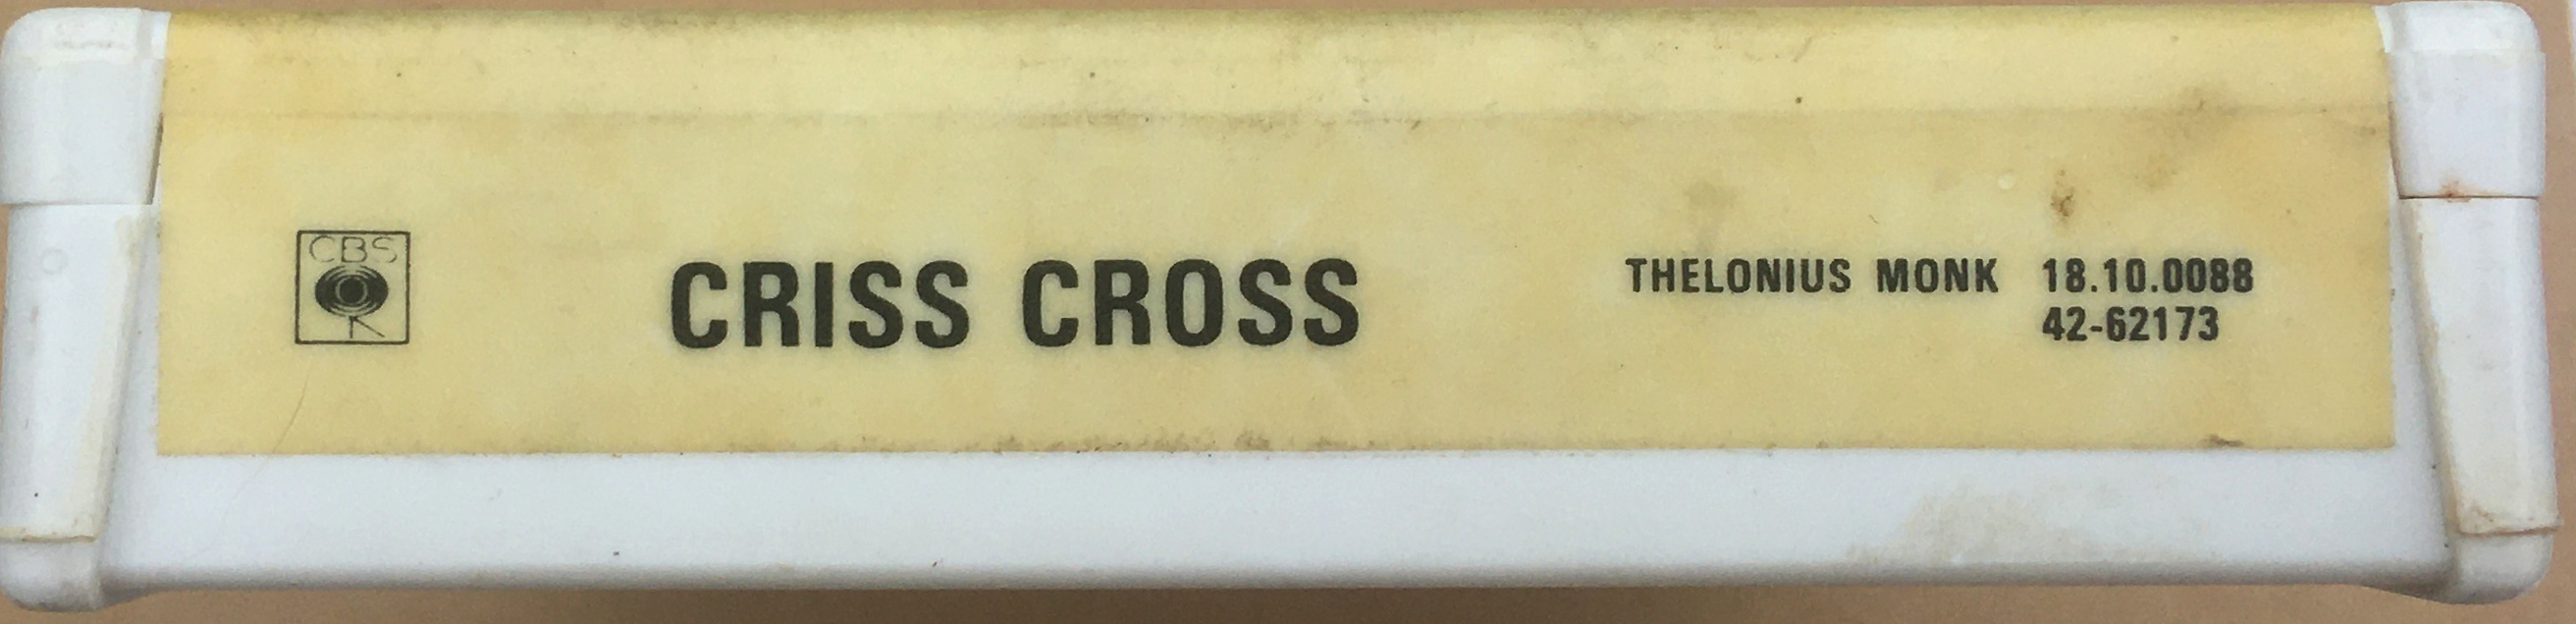 CBS
CRISS CROSS
THELONIUS MONK 18.10.0088
42-62173